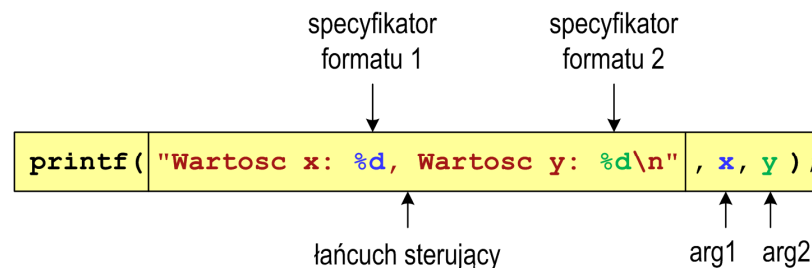 specyfikator specyfikator
formatu 1 formatu 2
printf("Wartosc x: %d, Wartosc y: %d\n", x, y);
łańcuch sterujący arg1 arg2